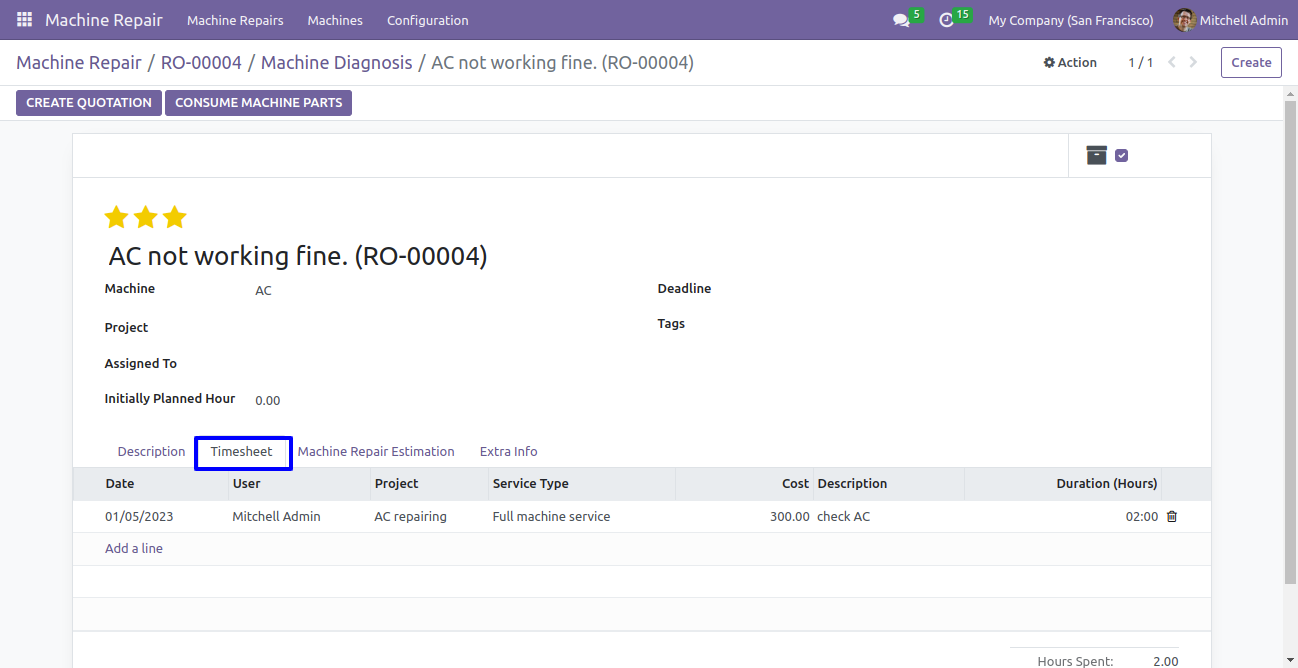 Machine Repair Machine Repairs Machines Configuration 5 15 My Company (San Francisco) Mitchell Admin
Machine Repair / RO-00004 / Machine Diagnosis / AC not working fine. (RO-00004) Action 1 / 1 Create
CREATE QUOTATION CONSUME MACHINE PARTS
AC not working fine. (RO-00004)
Machine AC Deadline
Project Tags
Assigned To
Initially Planned Hour 0.00
Description Timesheet Machine Repair Estimation Extra Info
Date User Project Service Type Cost Description Duration (Hours)
01/05/2023 Mitchell Admin AC repairing Full machine service 300.00 check AC 02:00
Add a line
Hours Spent: 2.00